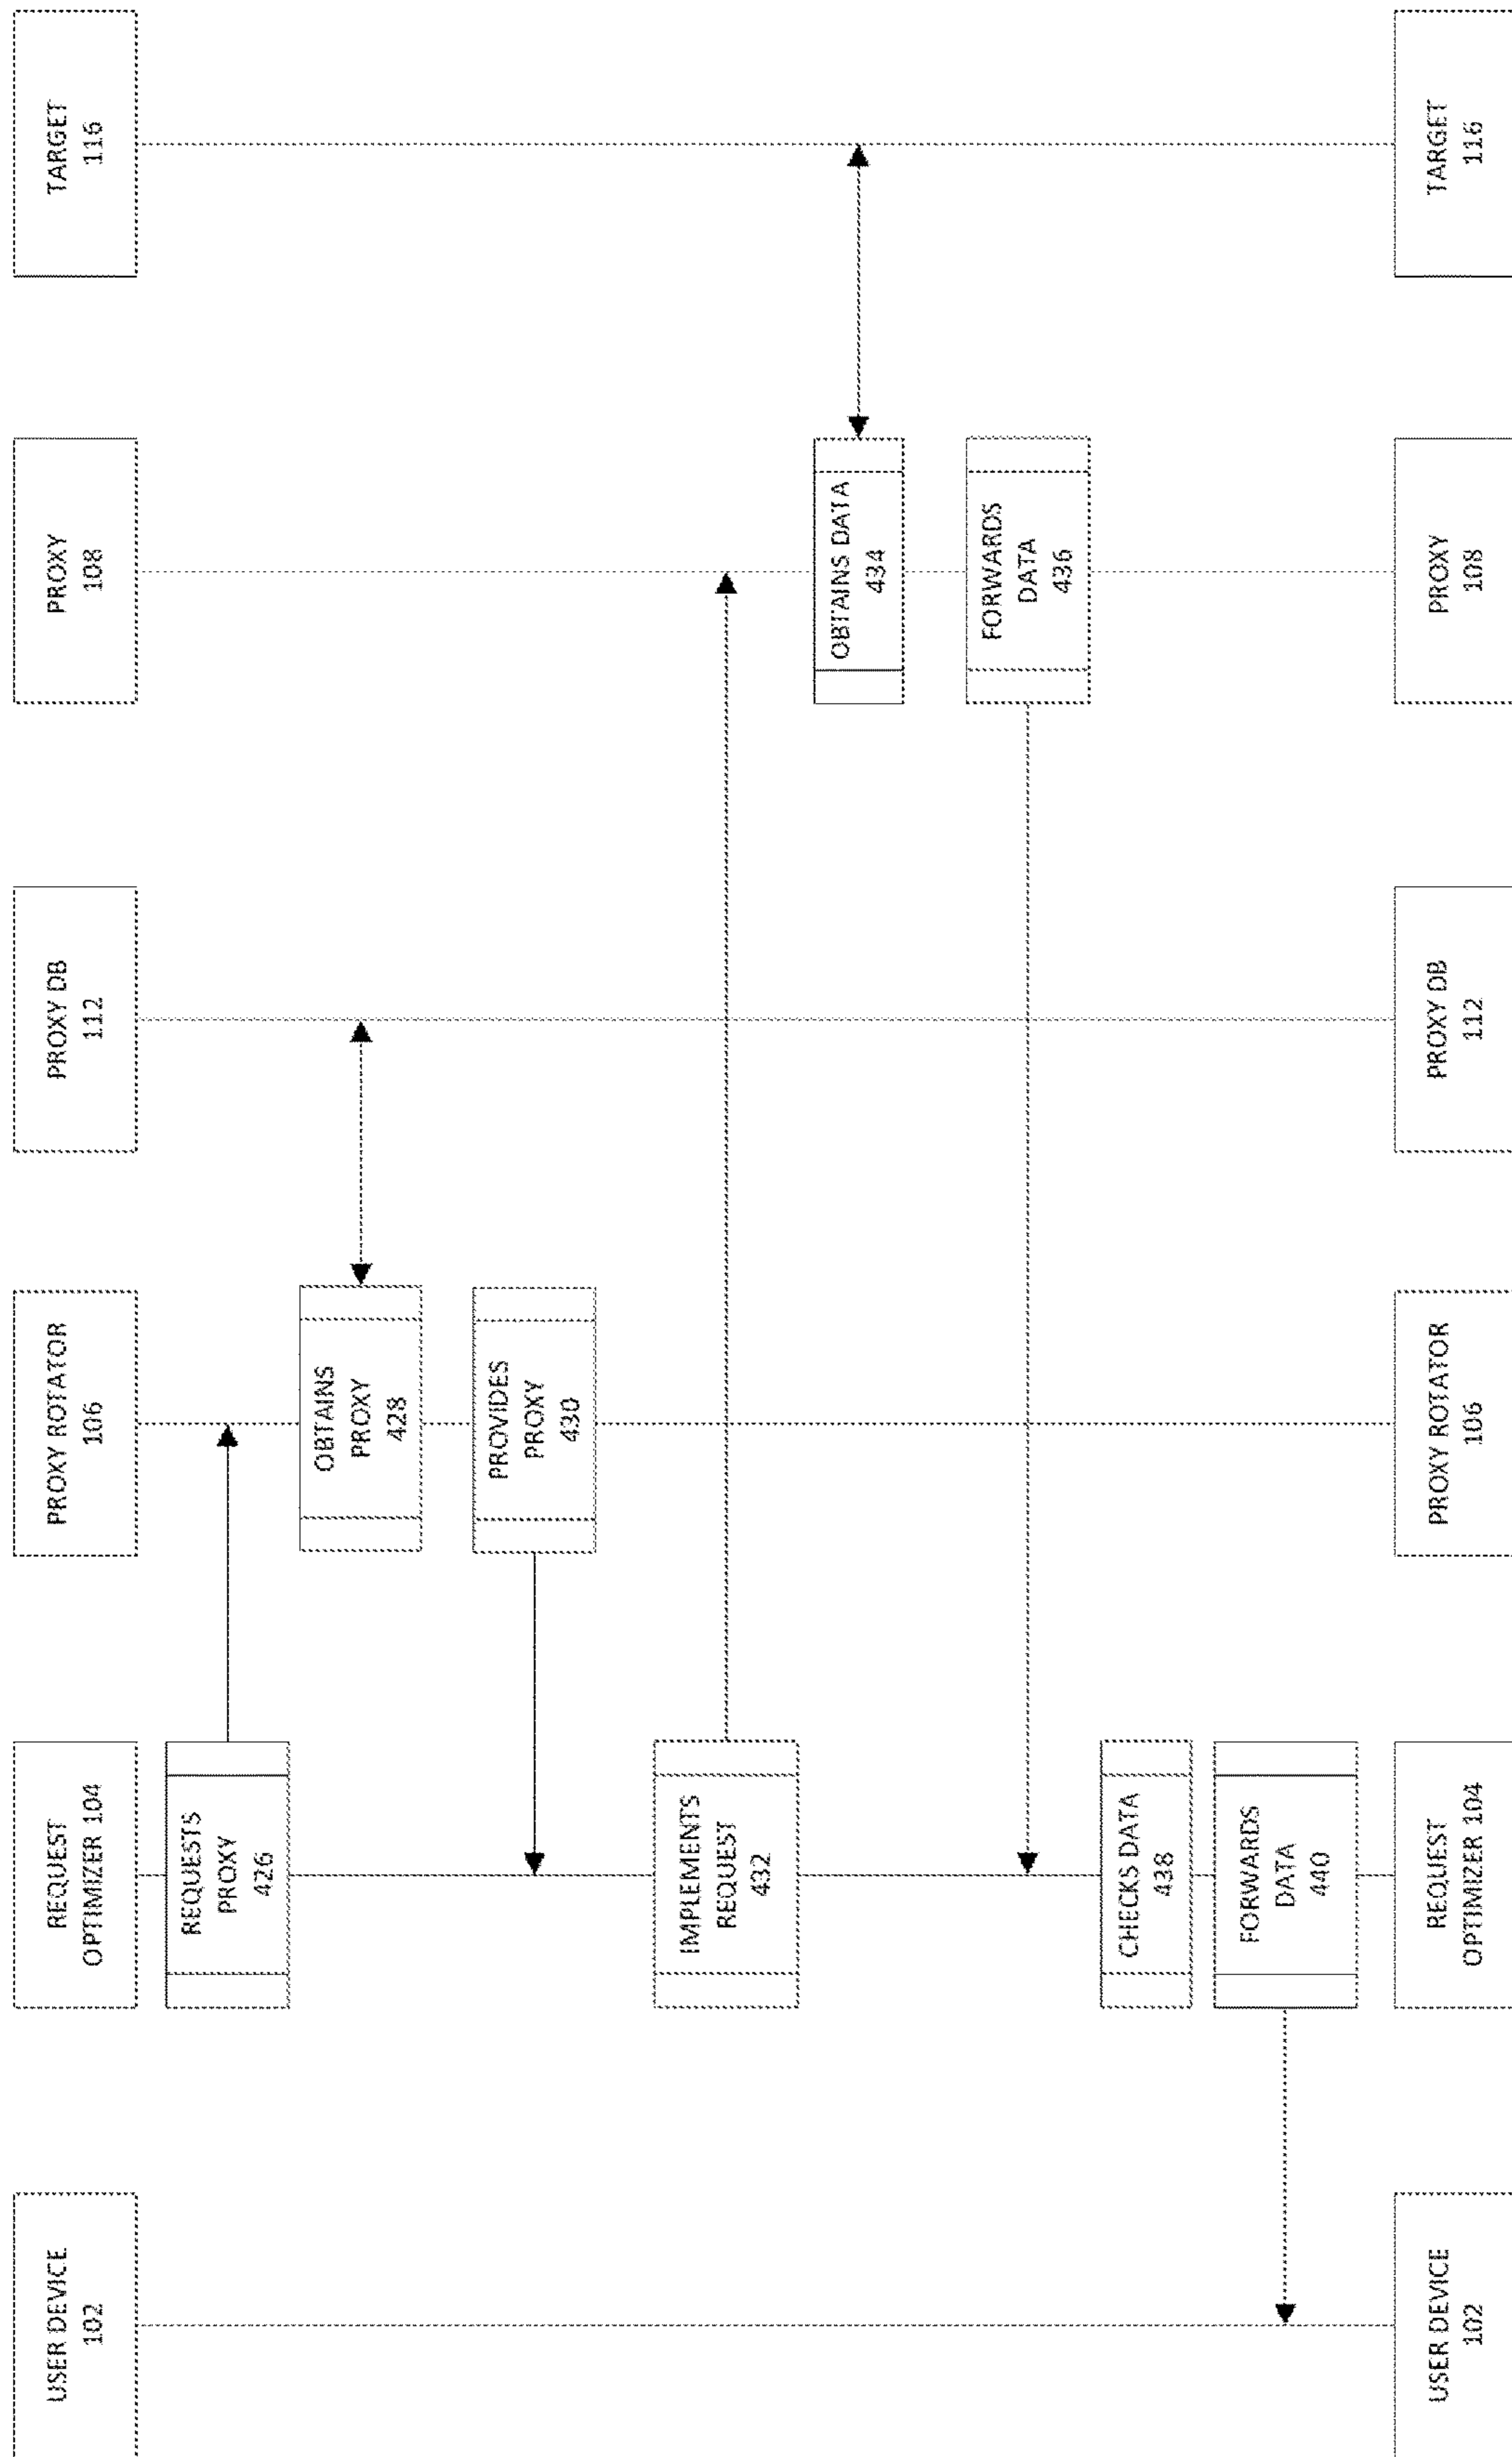 USER DEVICE
102
REQUEST
OPTIMIZER 104
PROXY ROTATOR
106
PROXY DB
112
PROXY
108
TARGET
116
REQUESTS
PROXY
426
OBTAINS
PROXY
428
PROVIDES
PROXY
430
IMPLEMENTS
REQUEST
432
OBTAINS DATA
434
FORWARDS
DATA
436
CHECKS DATA
438
FORWARDS
DATA
440
USER DEVICE
102
REQUEST
OPTIMIZER 104
PROXY ROTATOR
106
PROXY DB
112
PROXY
108
TARGET
116